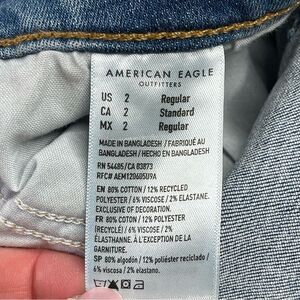 AMERICAN EAGLE
OUTFITTERS
US 2 Regular
CA 2 Standard
MX 2 Regular
MADE IN BANGLADESH / FABRIQUÉ AU
BANGLADESH / HECHO EN BANGLADESH
RN 54485/CA 83873
RFC# AEM120605U9A
EN 80% COTTON / 12% RECYCLED
POLYESTER / 6% VISCOSE / 2% ELASTANE.
EXCLUSIVE OF DECORATION.
FR 80% COTON / 12% POLYESTER
(RECYCLÉ) / 6% VISCOSE / 2%
ÉLASTHANNE. À L'EXCEPTION DE LA
GARNITURE.
SP 80% algodón / 12% poliéster reciclado /
6% viscosa / 2% elastano.